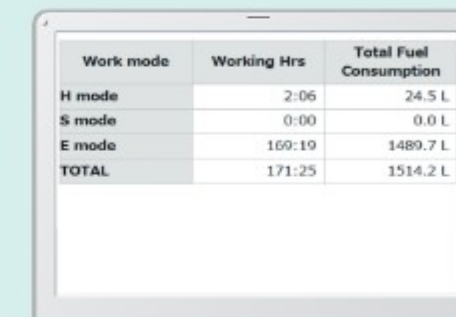 Work mode Working Hrs Total Fuel
Consumption
H mode 2:06 24.5 L
S mode 0:00 0.0 L
E mode 169:19 1489.7 L
TOTAL 171:25 1514.2 L